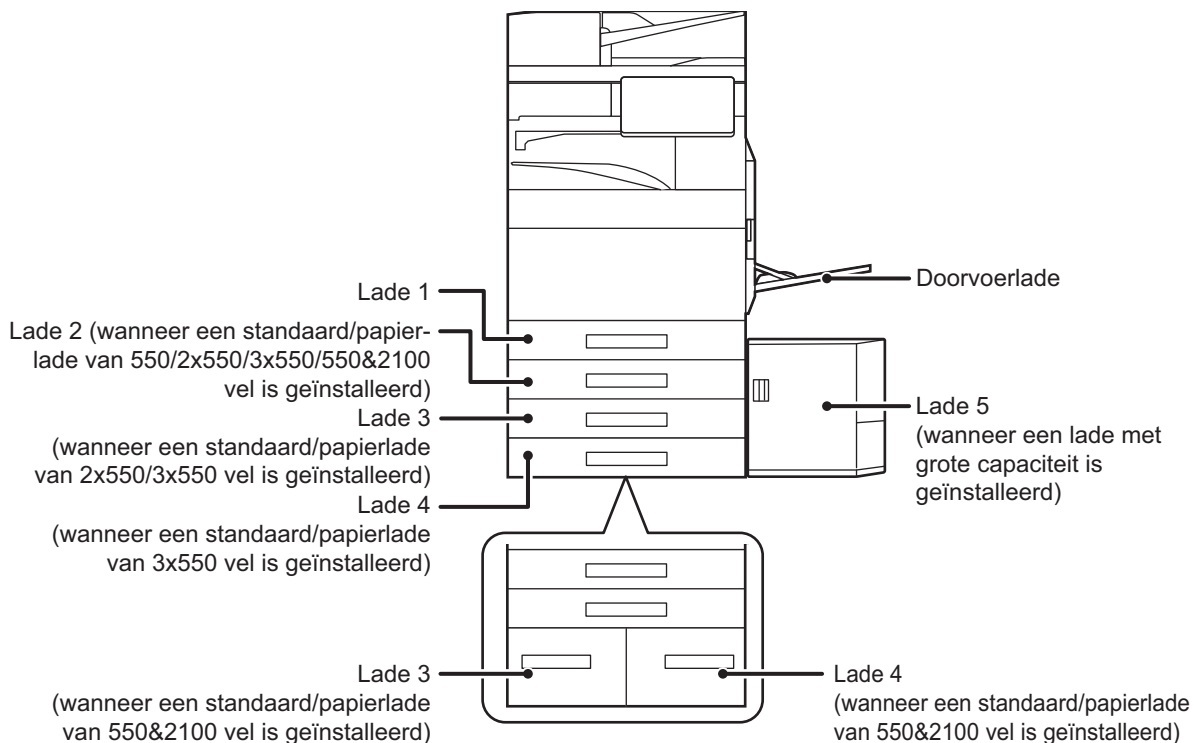 Doorvoerlade
Lade 1
Lade 2 (wanneer een standaard/papier-
lade van 550/2x550/3x550/550&2100
vel is geïnstalleerd)
Lade 3
(wanneer een standaard/papierlade
van 2x550/3x550 vel is geïnstalleerd)
Lade 4
(wanneer een standaard/papierlade
van 3x550 vel is geïnstalleerd)
Lade 5
(wanneer een lade met
grote capaciteit is
geïnstalleerd)
Lade 3
(wanneer een standaard/papierlade
van 550&2100 vel is geïnstalleerd)
Lade 4
(wanneer een standaard/papierlade
van 550&2100 vel is geïnstalleerd)